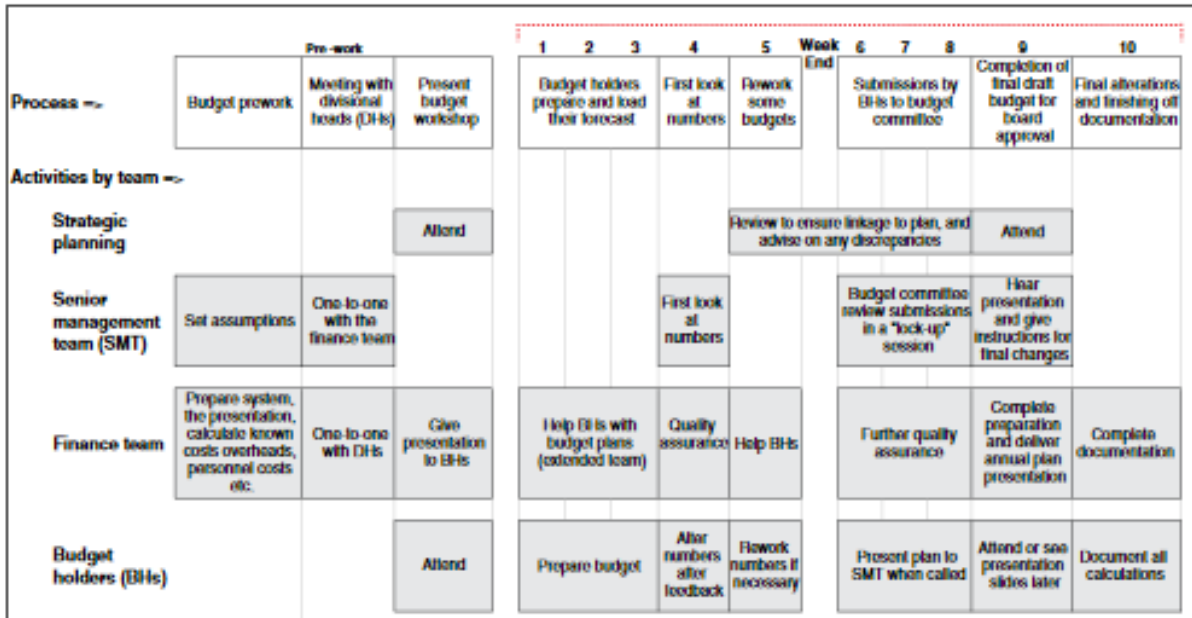 Pre-work
1 2 3 4 5 Week End 6 7 8 9 10
Process =>
Budget prework
Meeting with
divisional
heads (DHs)
Present
budget
workshop
Budget holders
prepare and load
their forecast
First look
at
numbers
Rework
some
budgets
Submissions by
BHs to budget
committee
Completion of
final draft
budget for
board
approval
Final alterations
and finishing off
documentation
Activities by team =>
Strategic
planning
Attend
Review to ensure linkage to plan, and
advise on any discrepancies
Attend
Senior
management
team (SMT)
Set assumptions
One-to-one
with the
finance team
First look
at
numbers
Budget committee
review submissions
in a "lock-up"
session
Hear
presentation
and give
instructions for
final changes
Finance team
Prepare system,
the presentation,
calculate known
costs overheads,
personnel costs
etc.
One-to-one
with DHs
Give
presentation
to BHs
Help BHs with
budget plans
(extended team)
Quality
assurance
Help BHs
Further quality
assurance
Complete
preparation
and deliver
annual plan
presentation
Complete
documentation
Budget
holders (BHs)
Attend
Prepare budget
Alter
numbers
after
feedback
Rework
numbers if
necessary
Present plan to
SMT when called
Attend or see
presentation
slides later
Document all
calculations